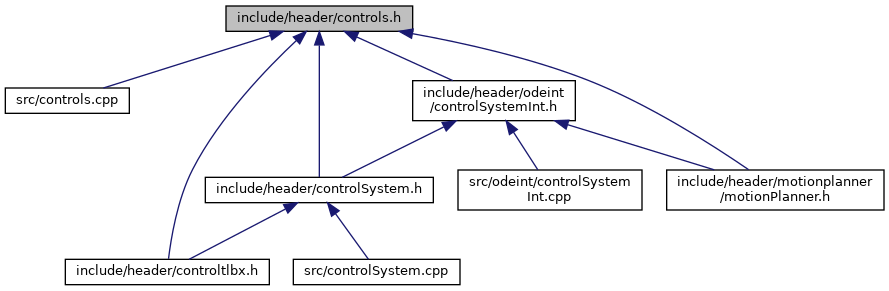 include/header/controls.h
src/controls.cpp
include/header/odeint
/controlSystemInt.h
include/header/controlSystem.h
src/odeint/controlSystem
Int.cpp
include/header/motionplanner
/motionPlanner.h
include/header/controltlbx.h
src/controlSystem.cpp